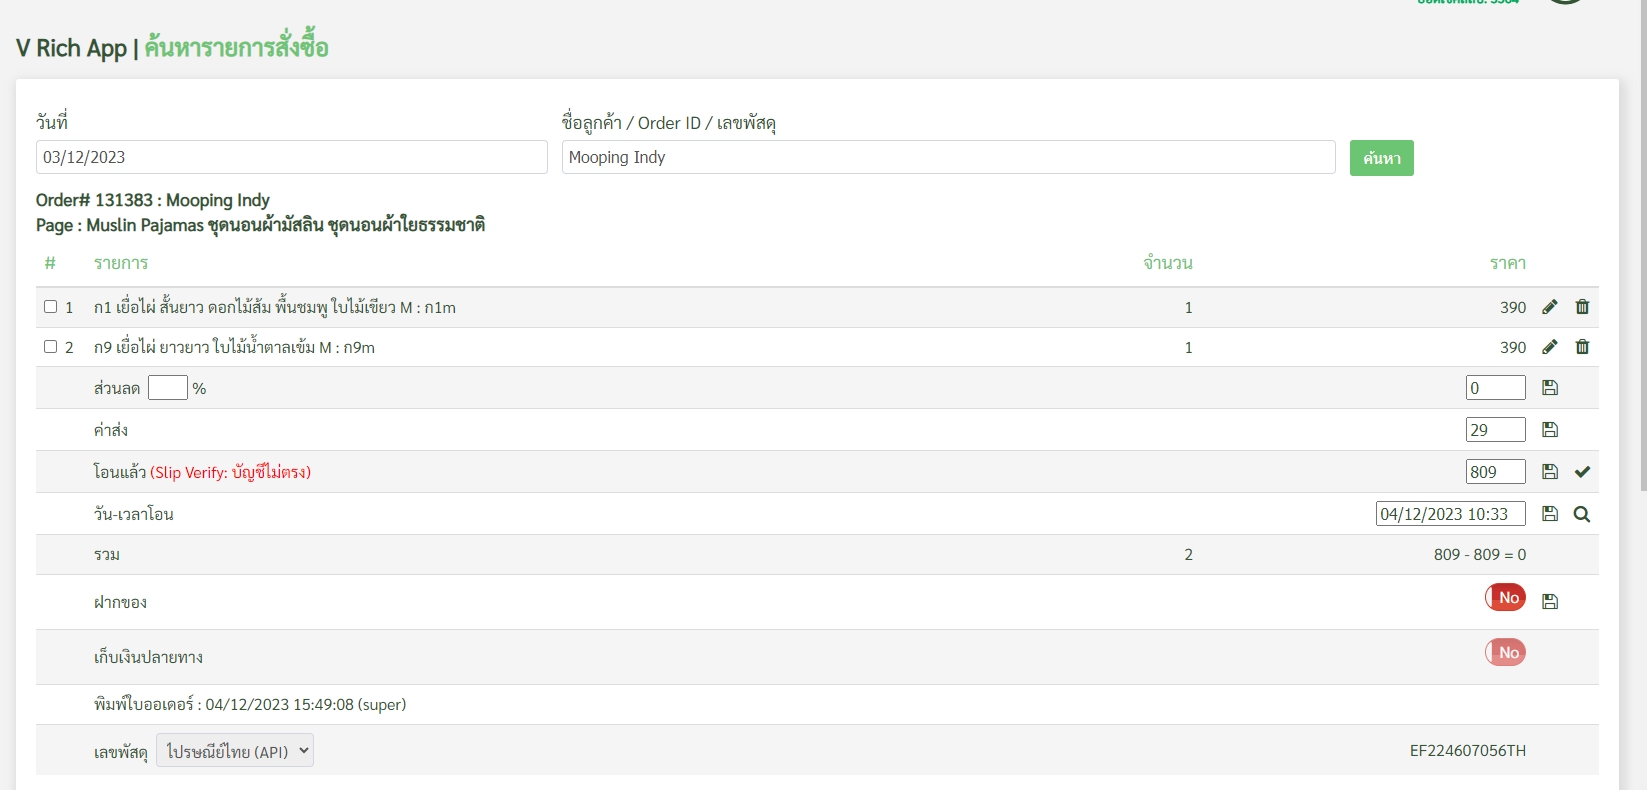 V Rich App | ค้นหารายการสั่งซื้อ
วันที่
ชื่อลูกค้า / Order ID / เลขพัสดุ
03/12/2023
Mooping Indy
ค้นหา
Order# 131383 : Mooping Indy
Page : Muslin Pajamas ชุดนอนผ้ามัสลิน ชุดนอนผ้าใยธรรมชาติ
# รายการ จำนวน ราคา
1 ก1 เยื่อไผ่ สั้นยาว ดอกไม้ส้ม พื้นชมพู ใบไม้เขียว M : ก1m 1 390
2 ก9 เยื่อไผ่ ยาวยาว ใบไม้น้ำตาลเข้ม M : ก9m 1 390
ส่วนลด % 0
ค่าส่ง 29
โอนแล้ว (Slip Verify: บัญชีไม่ตรง) 809
วัน-เวลาโอน 04/12/2023 10:33
รวม 2 809 - 809 = 0
ฝากของ No
เก็บเงินปลายทาง No
พิมพ์ใบออเดอร์ : 04/12/2023 15:49:08 (super)
เลขพัสดุ ไปรษณีย์ไทย (API) EF224607056TH